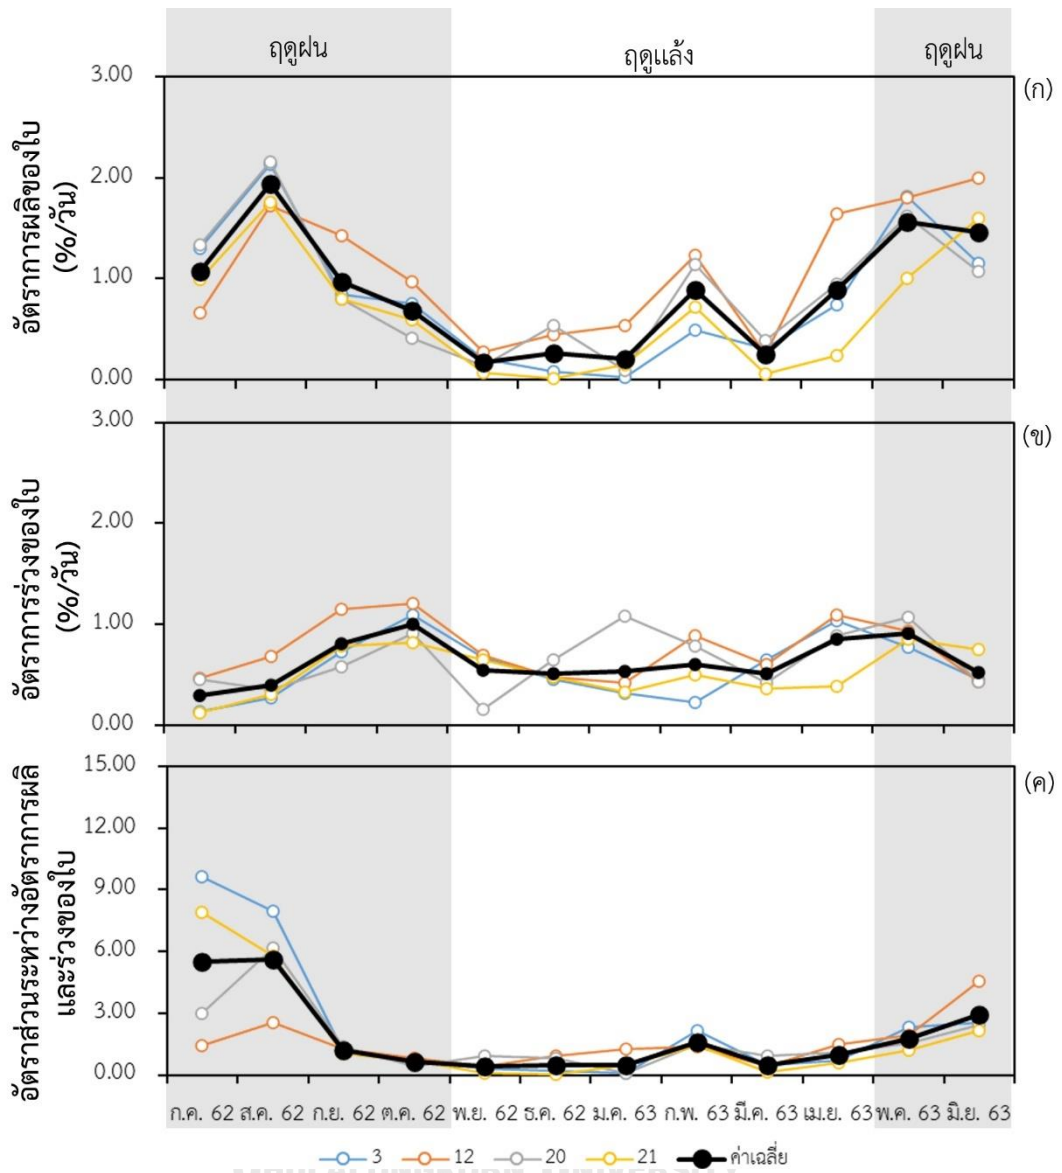 ฤดูฝน ฤดูแล้ง ฤดูฝน
(ก)
อัตราการผลิของใบ
(%/วัน)
3.00
2.00
1.00
0.00
(ข)
อัตราการร่วงของใบ
(%/วัน)
3.00
2.00
1.00
0.00
(ค)
อัตราส่วนระหว่างอัตราการผลิ
และร่วงของใบ
15.00
12.00
9.00
6.00
3.00
0.00
ก.ค. 62 ส.ค. 62 ก.ย. 62 ต.ค. 62 พ.ย. 62 ธ.ค. 62 ม.ค. 63 ก.พ. 63 มี.ค. 63 เม.ย. 63 พ.ค. 63 มิ.ย. 63
3 12 20 21 ค่าเฉลี่ย